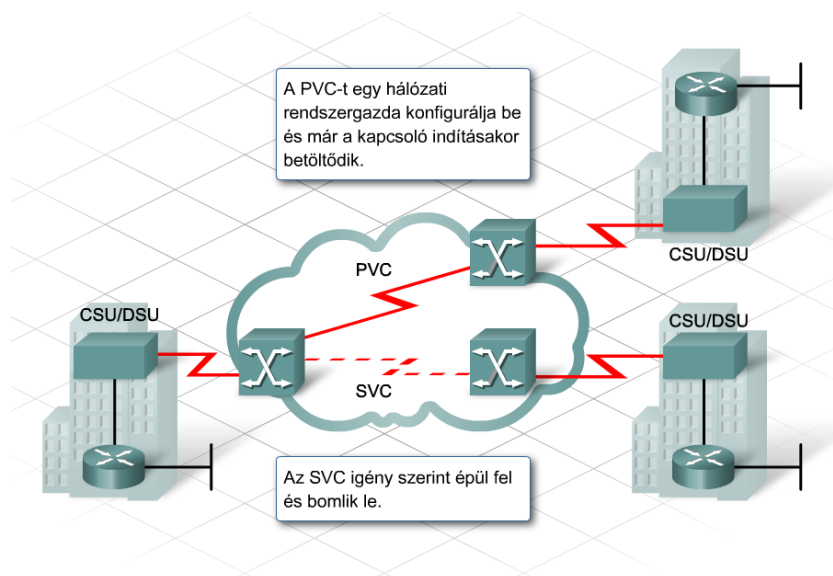 A PVC-t egy hálózati
rendszergazda konfigurálja be
és már a kapcsoló indításakor
betöltődik.
CSU/DSU
PVC
CSU/DSU
CSU/DSU
SVC
Az SVC igény szerint épül fel
és bomlik le.